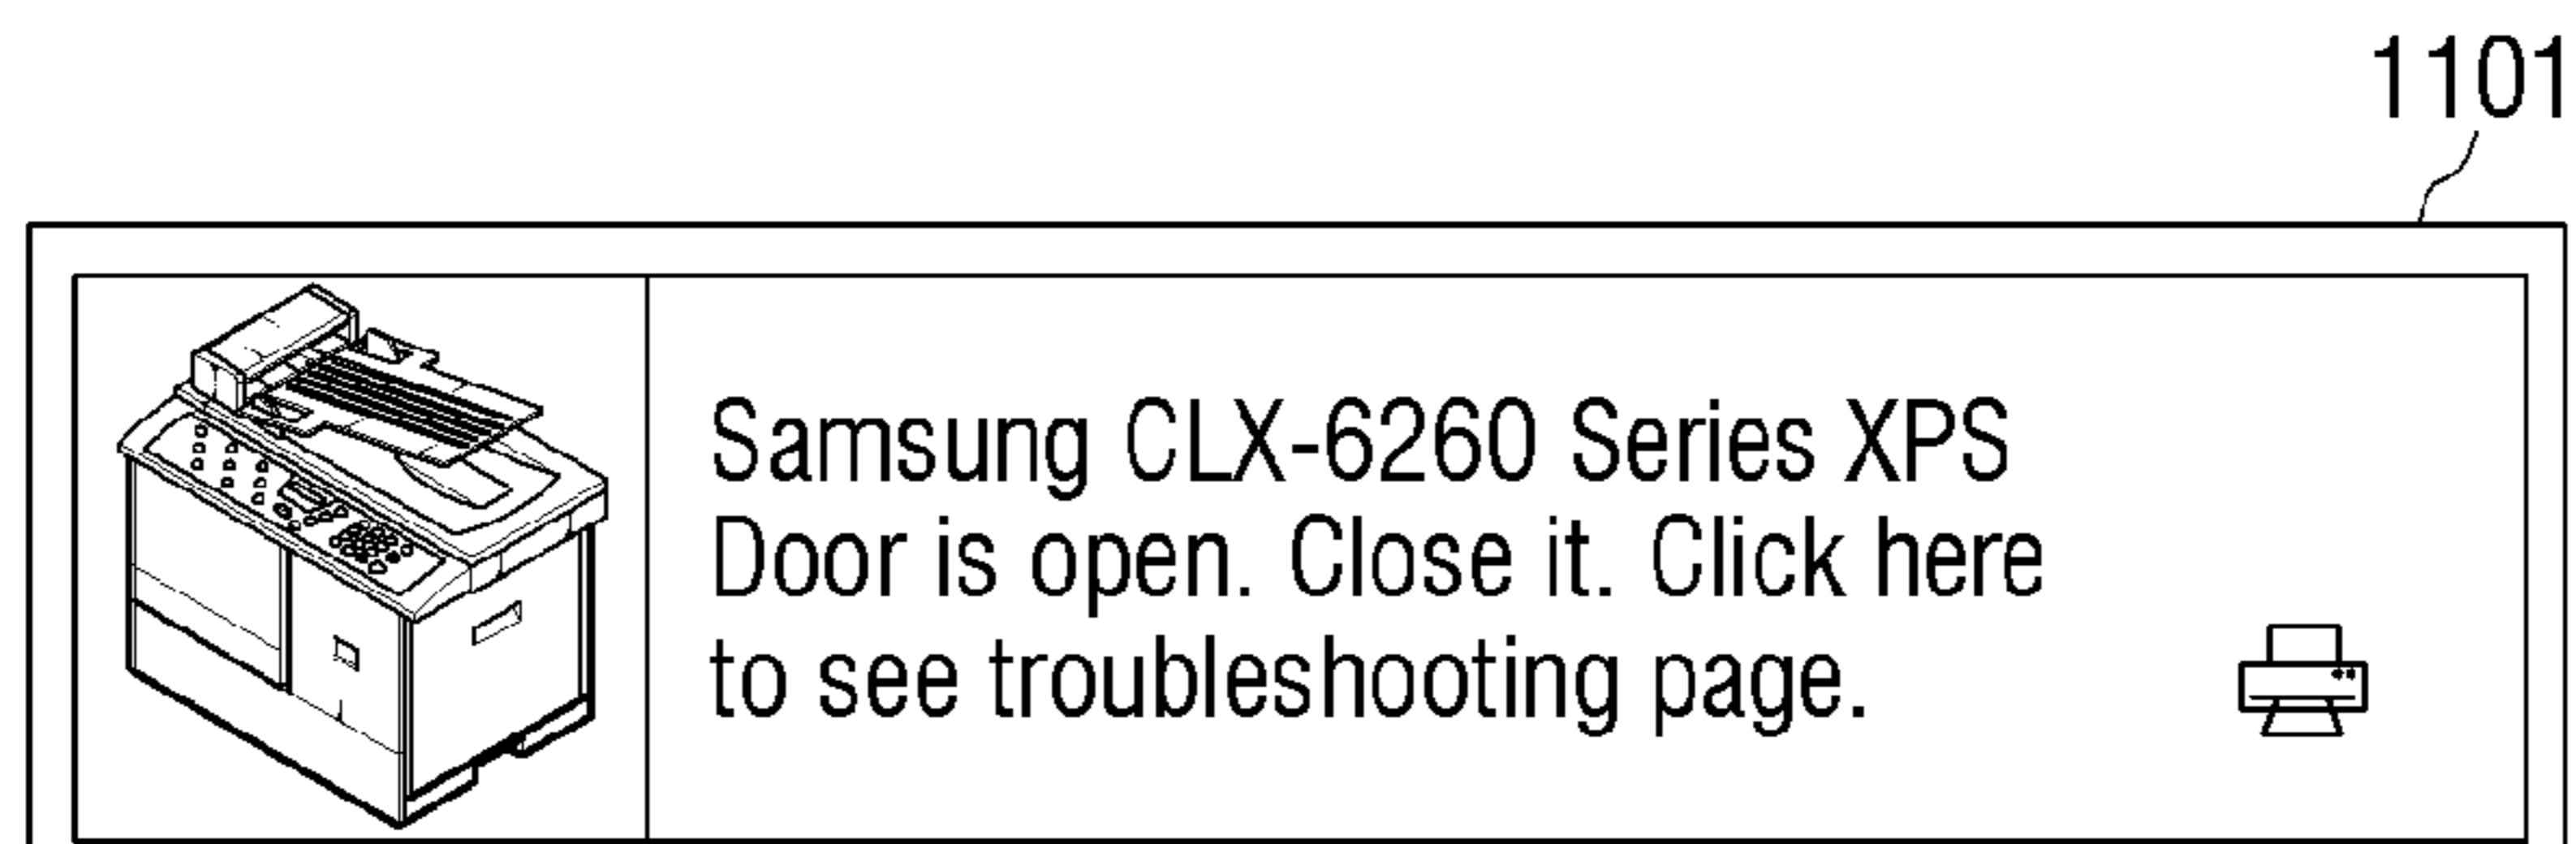 1101
Samsung CLX-6260 Series XPS
Door is open. Close it. Click here
to see troubleshooting page.